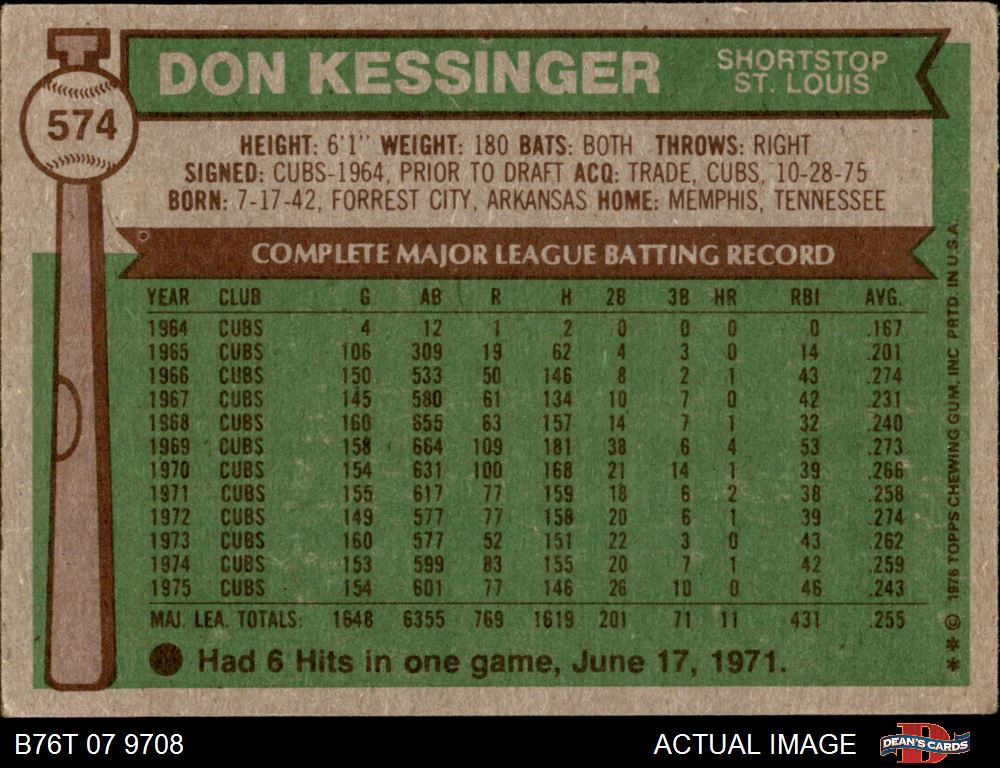 DON KESSINGER
SHORTSTOP
ST. LOUIS
574
HEIGHT: 6'1" WEIGHT: 180 BATS: BOTH THROWS: RIGHT
SIGNED: CUBS-1964, PRIOR TO DRAFT ACQ: TRADE, CUBS, 10-28-75
BORN: 7-17-42, FORREST CITY, ARKANSAS HOME: MEMPHIS, TENNESSEE
COMPLETE MAJOR LEAGUE BATTING RECORD
YEAR CLUB G AB R H 2B 3B HR RBI AVG.
1964 CUBS 4 12 1 2 0 0 0 0 .167
1965 CUBS 106 309 19 62 4 3 0 14 .201
1966 CUBS 150 533 50 146 8 2 1 43 .274
1967 CUBS 145 580 61 134 10 7 0 42 .231
1968 CUBS 160 655 63 157 14 7 1 32 .240
1969 CUBS 158 664 109 181 38 6 4 53 .273
1970 CUBS 154 631 100 168 21 14 1 39 .266
1971 CUBS 155 617 77 159 18 6 2 38 .258
1972 CUBS 149 577 77 158 20 6 1 39 .274
1973 CUBS 160 577 52 151 22 3 0 43 .262
1974 CUBS 153 599 83 155 20 7 1 42 .259
1975 CUBS 154 601 77 146 26 10 0 46 .243
MAJ. LEA. TOTALS: 1648 6355 769 1619 201 71 11 431 .255
Had 6 Hits in one game, June 17, 1971.
** © 1976 TOPPS CHEWING GUM, INC PRTD. IN U.S.A.
B76T 07 9708
ACTUAL IMAGE
DEAN'S CARDS